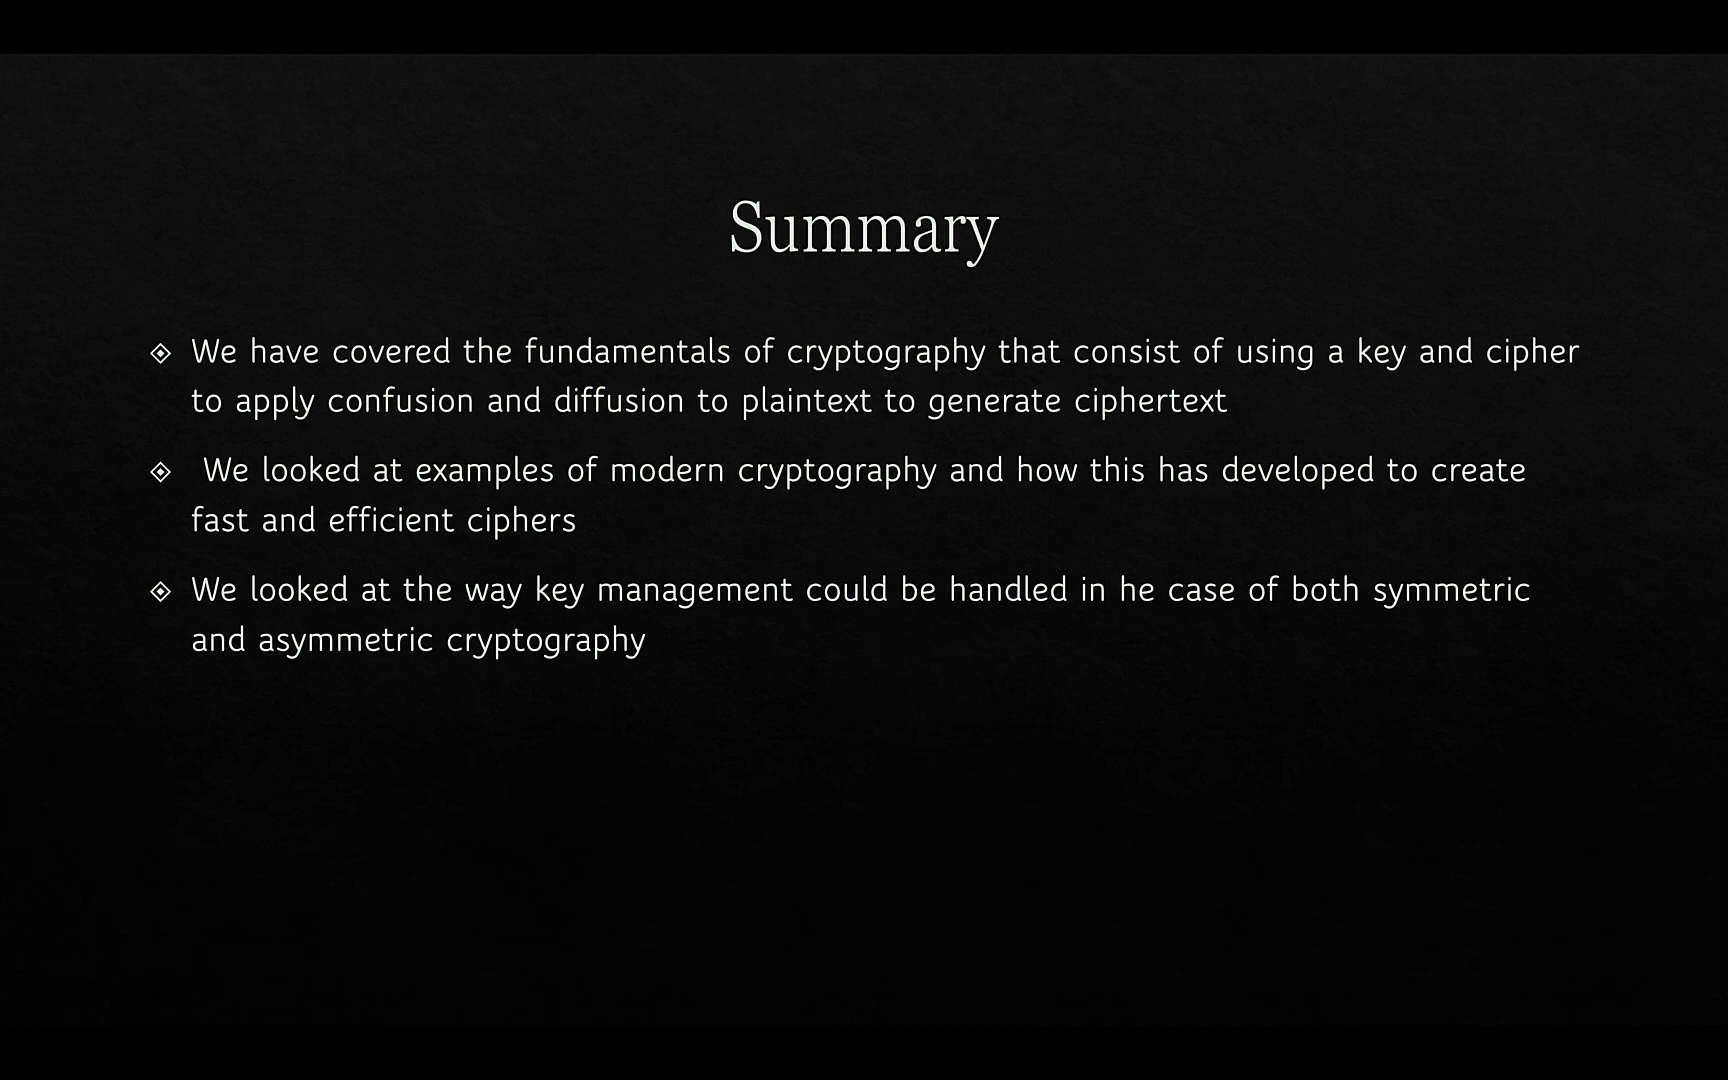 Summary
We have covered the fundamentals of cryptography that consist of using a key and cipher
to apply confusion and diffusion to plaintext to generate ciphertext
We looked at examples of modern cryptography and how this has developed to create
fast and efficient ciphers
We looked at the way key management could be handled in he case of both symmetric
and asymmetric cryptography